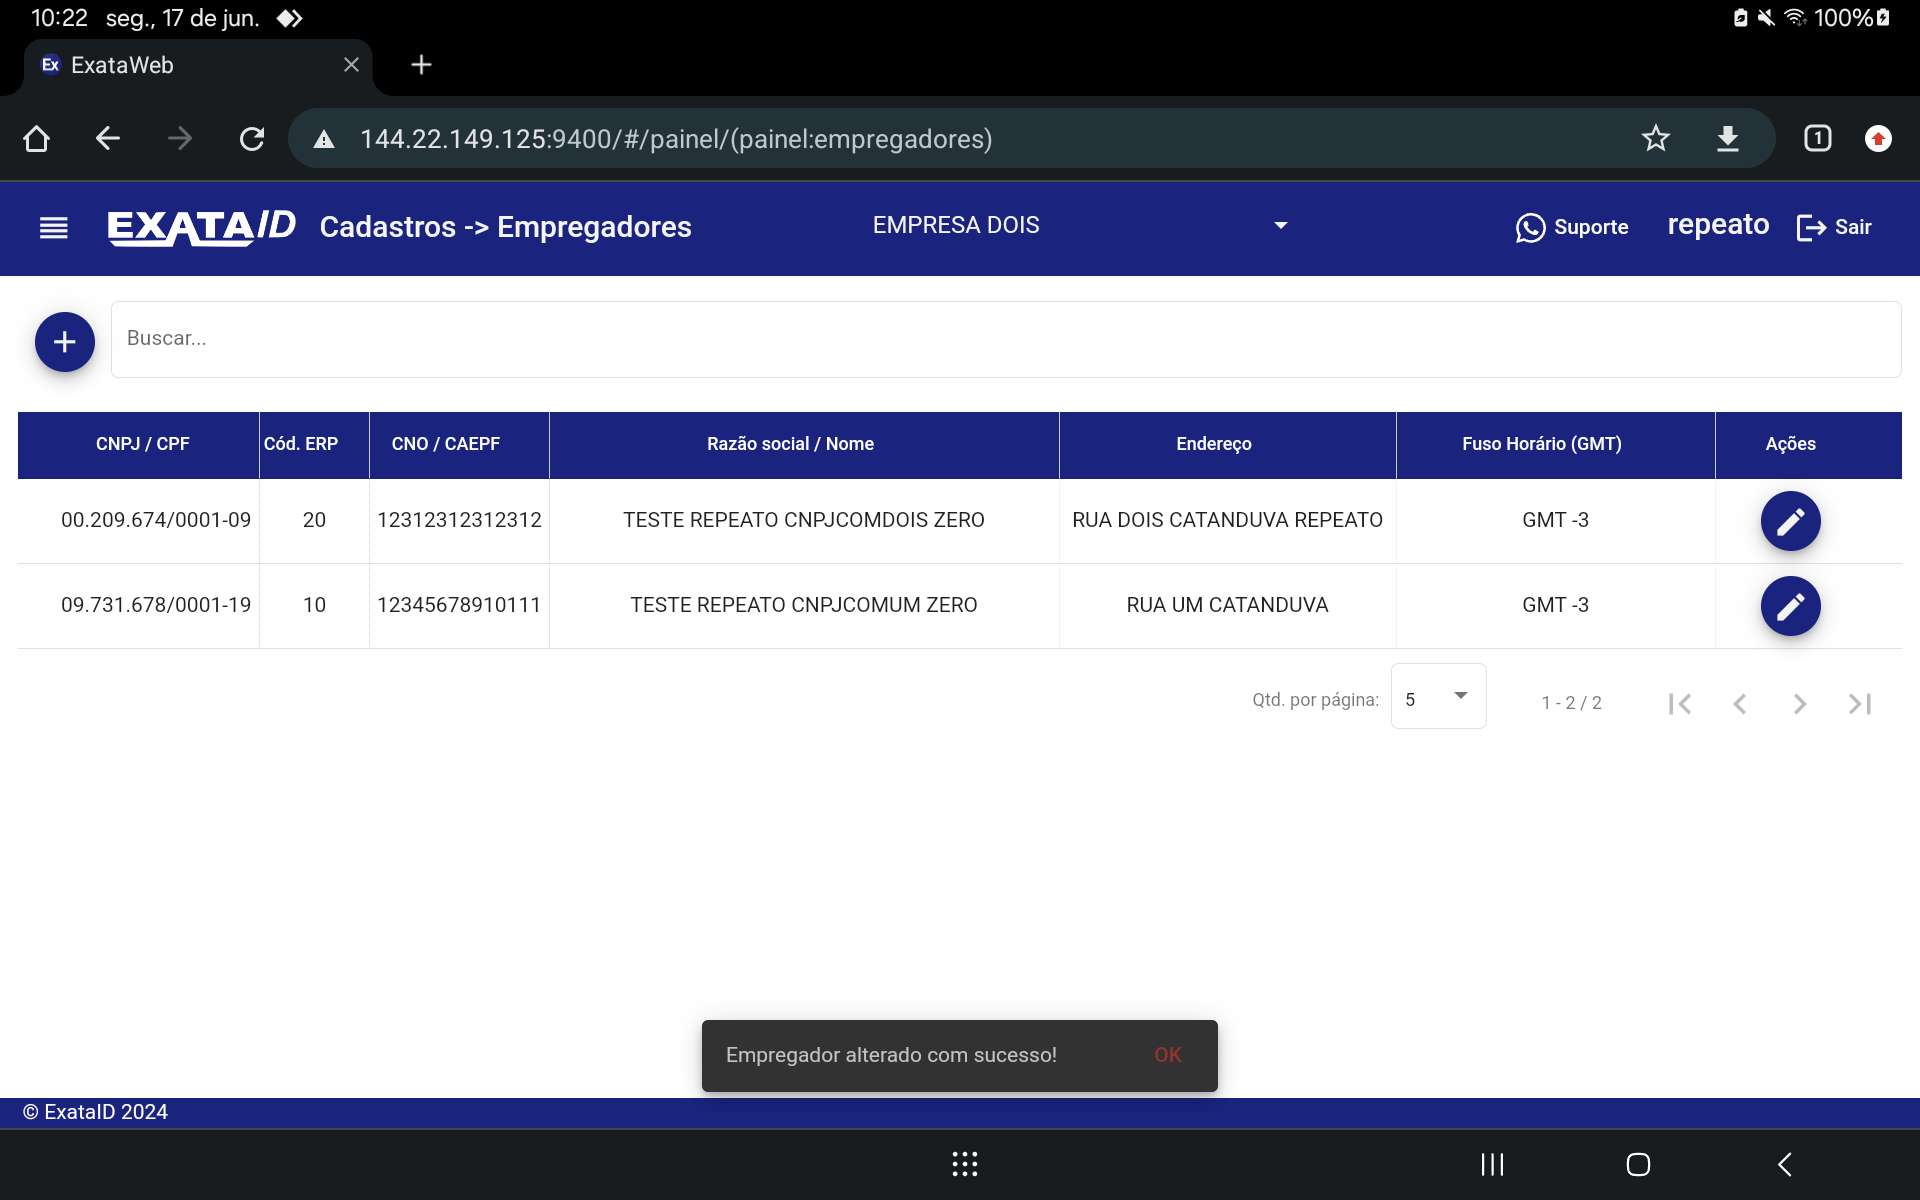 10:22 seg., 17 de jun. 100%
Ex ExataWeb
144.22.149.125:9400/#/painel/(painel:empregadores) 1
EXATAID Cadastros -> Empregadores EMPRESA DOIS Suporte repeato Sair
Buscar...
CNPJ / CPF Cód. ERP CNO / CAEPF Razão social / Nome Endereço Fuso Horário (GMT) Ações
00.209.674/0001-09 20 12312312312312 TESTE REPEATO CNPJCOMDOIS ZERO RUA DOIS CATANDUVA REPEATO GMT -3
09.731.678/0001-19 10 12345678910111 TESTE REPEATO CNPJCOMUM ZERO RUA UM CATANDUVA GMT -3
Qtd. por página: 5 1 - 2 / 2
Empregador alterado com sucesso! OK
© ExataID 2024